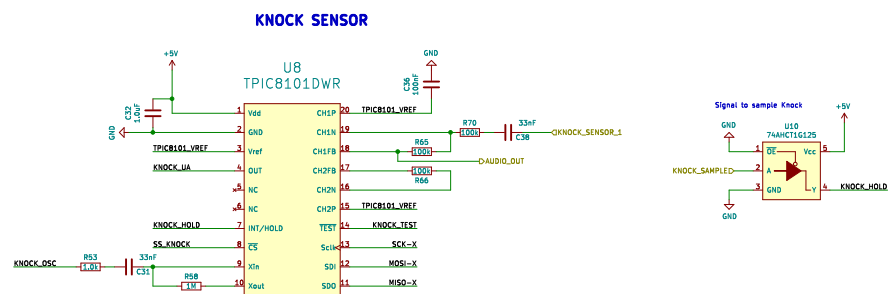 KNOCK SENSOR
U8
TPIC8101DWR
+5V
C32
1.0uF
GND
TPIC8101_VREF
KNOCK_UA
KNOCK_HOLD
SS_KNOCK
KNOCK_OSC
R53
1.0k
33nF
C31
R58
1M
1 Vdd
2 GND
3 Vref
4 OUT
5 NC
6 NC
7 INT/HOLD
8 CS
9 Xin
10 Xout
CH1P 20
CH1N 19
CH1FB 18
CH2FB 17
CH2N 16
CH2P 15
TEST 14
Sclk 13
SDI 12
SDO 11
GND
C36
100nF
TPIC8101_VREF
R70
100k
33nF
C38
KNOCK_SENSOR_1
R65
100k
AUDIO_OUT
100k
R66
TPIC8101_VREF
KNOCK_TEST
SCK-X
MOSI-X
MISO-X
Signal to sample Knock
+5V
GND
U10
74AHCT1G125
1 OE
Vcc 5
KNOCK_SAMPLE
2 A
3 GND
Y 4
KNOCK_HOLD
GND